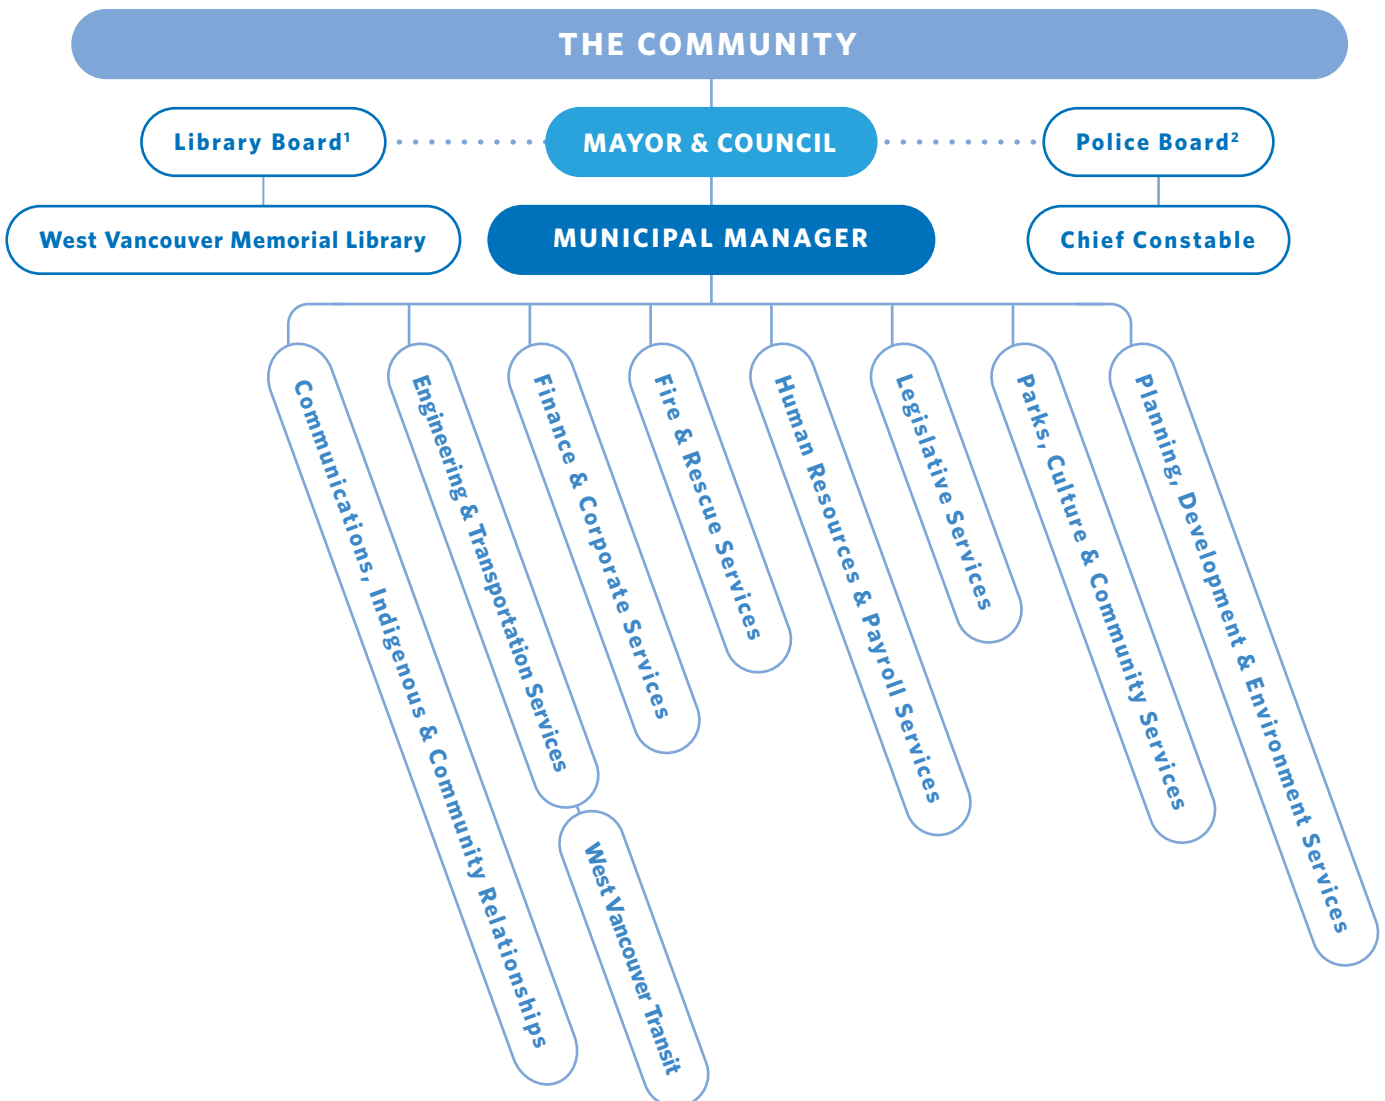 THE COMMUNITY
Library Board¹
MAYOR & COUNCIL
Police Board²
West Vancouver Memorial Library
MUNICIPAL MANAGER
Chief Constable
Communications, Indigenous & Community Relationships
Engineering & Transportation Services
Finance & Corporate Services
Fire & Rescue Services
Human Resources & Payroll Services
Legislative Services
Parks, Culture & Community Services
Planning, Development & Environment Services
West Vancouver Transit